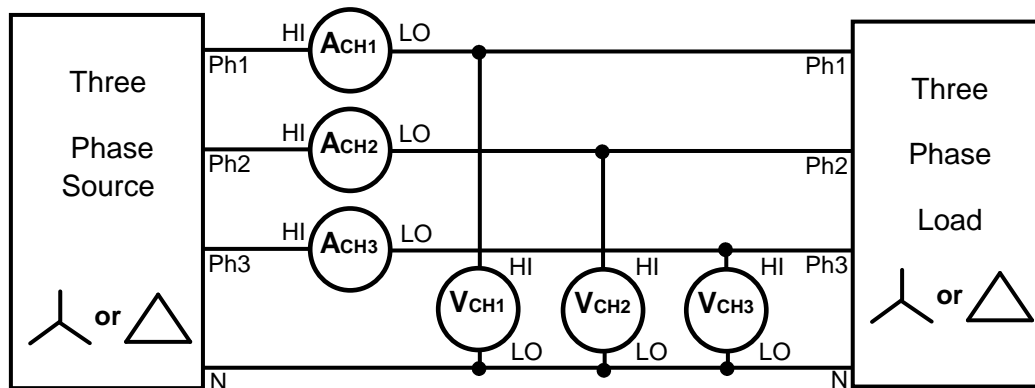 HI ACH1 LO
Ph1 Ph1
Three
Phase
Source
HI ACH2 LO
Ph2 Ph2
HI ACH3 LO
Ph3 Ph3
Three
Phase
Load
HI HI HI
VCH1 VCH2 VCH3
LO LO LO
or
or
N N